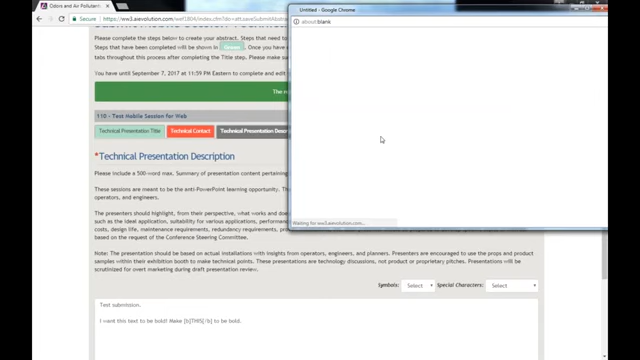 Odors and Air Pollutant
Untitled - Google Chrome
https://ww3.aievolution.com/wef1804/index.cfm?do=abt.saveSubmitAbstra
about:blank
Please complete the steps below to create your abstract. Steps that need to
Steps that have been completed will be shown in Green. Once you have
tabs throughout this process after completing the Title step. Please make su
You have until September 7, 2017 at 11:59 PM Eastern to complete and edit
The re
110 - Test Mobile Session for Web
Technical Presentation Title
Technical Contact
Technical Presentation Descri
*Technical Presentation Description
Please include a 500-word max. Summary of presentation content pertaining
These sessions are meant to be the anti-PowerPoint learning opportunity. Th
operators, and engineers.
Waiting for ww3.aievolution.com...
The presenters should highlight, from their perspective, what works and does
such as the ideal application, suitability for various applications, performance
costs, design life, maintenance requirements, redundancy requirements, pro
based on the request of the Conference Steering Committee.
Note: The presentation should be based on actual installations with insights from operators, engineers, and planners. Presenters are encouraged to use the props and product
samples within their exhibition booth to make technical points. These presentations are technology discussions, not product or proprietary pitches. Presentations will be
scrutinized for overt marketing during draft presentation review.
Symbols: Select Special Characters: Select
Test submission.
I want this text to be bold! Make [b]THIS[/b] to be bold.